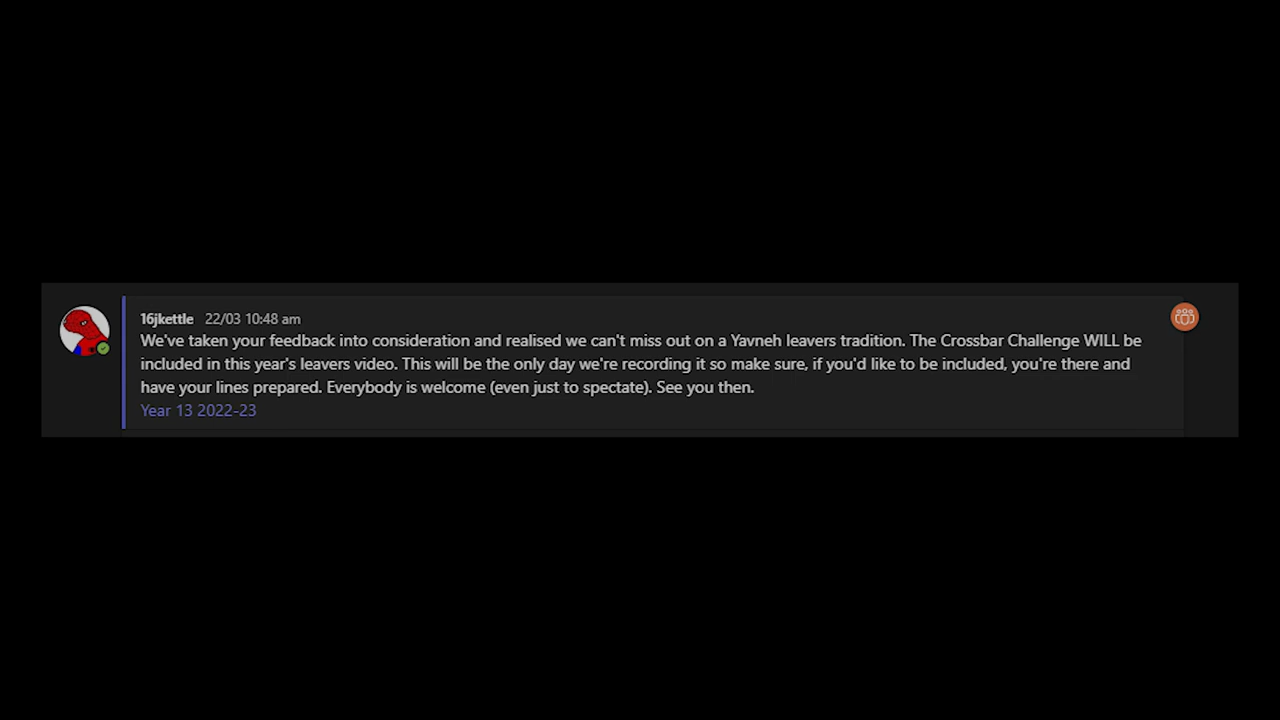 16jkettle 22/03 10:48 am
We've taken your feedback into consideration and realised we can't miss out on a Yavneh leavers tradition. The Crossbar Challenge WILL be
included in this year's leavers video. This will be the only day we're recording it so make sure, if you'd like to be included, you're there and
have your lines prepared. Everybody is welcome (even just to spectate). See you then.
Year 13 2022-23